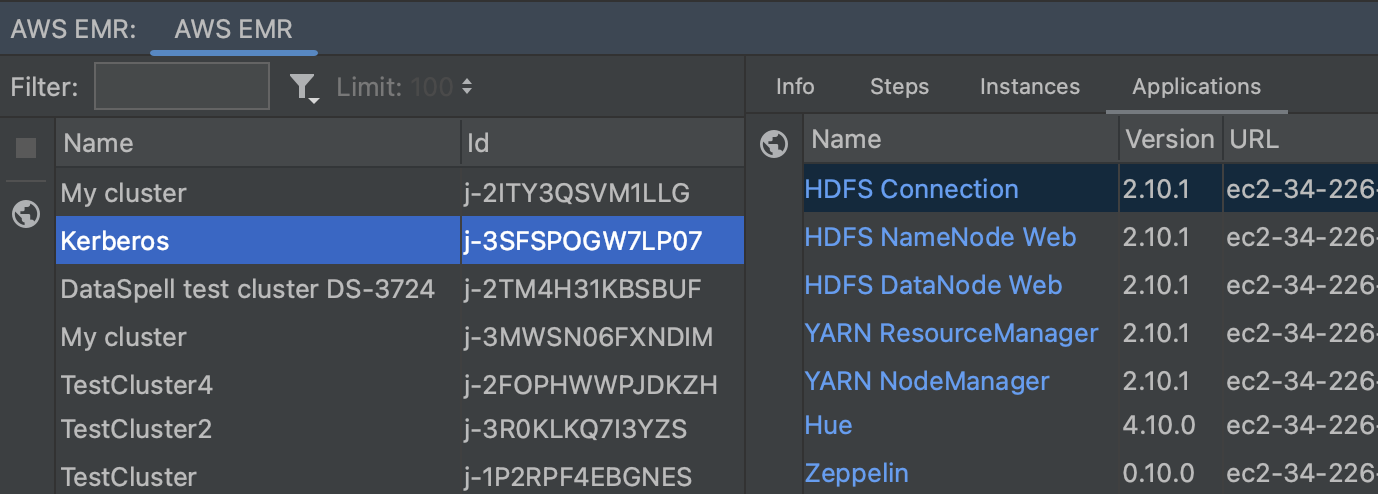 AWS EMR: AWS EMR
Filter: Limit: 100
Name Id
My cluster j-2ITY3QSVM1LLG
Kerberos j-3SFSPOGW7LP07
DataSpell test cluster DS-3724 j-2TM4H31KBSBUF
My cluster j-3MWSN06FXNDIM
TestCluster4 j-2FOPHWWPJDKZH
TestCluster2 j-3R0KLKQ7I3YZS
TestCluster j-1P2RPF4EBGNES
Info Steps Instances Applications
Name Version URL
HDFS Connection 2.10.1 ec2-34-226-
HDFS NameNode Web 2.10.1 ec2-34-226-
HDFS DataNode Web 2.10.1 ec2-34-226-
YARN ResourceManager 2.10.1 ec2-34-226-
YARN NodeManager 2.10.1 ec2-34-226-
Hue 4.10.0 ec2-34-226-
Zeppelin 0.10.0 ec2-34-226-